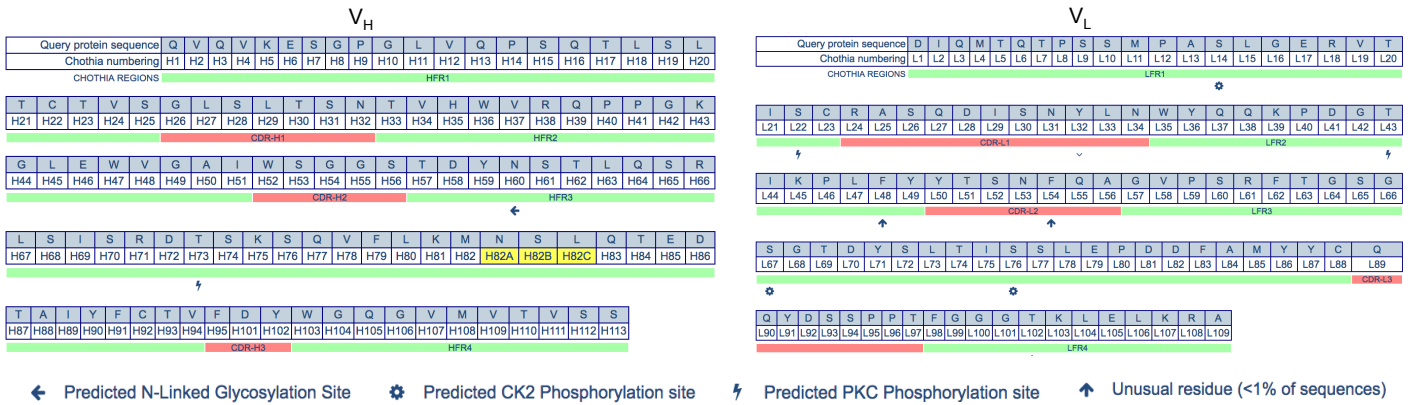 V_H
Query protein sequence Q V Q V K E S G P G L V Q P S Q T L S L
Chothia numbering H1 H2 H3 H4 H5 H6 H7 H8 H9 H10 H11 H12 H13 H14 H15 H16 H17 H18 H19 H20
CHOTHIA REGIONS HFR1
T C T V S G L S L T S N T V H W V R Q P P G K
H21 H22 H23 H24 H25 H26 H27 H28 H29 H30 H31 H32 H33 H34 H35 H36 H37 H38 H39 H40 H41 H42 H43
CDR-H1 HFR2
G L E W V G A I W S G G S T D Y N S T L Q S R
H44 H45 H46 H47 H48 H49 H50 H51 H52 H53 H54 H55 H56 H57 H58 H59 H60 H61 H62 H63 H64 H65 H66
CDR-H2 HFR3
L S I S R D T S K S Q V F L K M N S L Q T E D
H67 H68 H69 H70 H71 H72 H73 H74 H75 H76 H77 H78 H79 H80 H81 H82 H82A H82B H82C H83 H84 H85 H86
T A I Y F C T V F D Y W G Q G V M V T V S S
H87 H88 H89 H90 H91 H92 H93 H94 H95 H101 H102 H103 H104 H105 H106 H107 H108 H109 H110 H111 H112 H113
CDR-H3 HFR4
V_L
Query protein sequence D I Q M T Q T P S S M P A S L G E R V T
Chothia numbering L1 L2 L3 L4 L5 L6 L7 L8 L9 L10 L11 L12 L13 L14 L15 L16 L17 L18 L19 L20
CHOTHIA REGIONS LFR1
I S C R A S Q D I S N Y L N W Y Q Q K P D G T
L21 L22 L23 L24 L25 L26 L27 L28 L29 L30 L31 L32 L33 L34 L35 L36 L37 L38 L39 L40 L41 L42 L43
CDR-L1 LFR2
I K P L F Y Y T S N F Q A G V P S R F T G S G
L44 L45 L46 L47 L48 L49 L50 L51 L52 L53 L54 L55 L56 L57 L58 L59 L60 L61 L62 L63 L64 L65 L66
CDR-L2 LFR3
S G T D Y S L T I S S L E P D D F A M Y Y C Q
L67 L68 L69 L70 L71 L72 L73 L74 L75 L76 L77 L78 L79 L80 L81 L82 L83 L84 L85 L86 L87 L88 L89
CDR-L3
Q Y D S S P P T F G G G T K L E L K R A
L90 L91 L92 L93 L94 L95 L96 L97 L98 L99 L100 L101 L102 L103 L104 L105 L106 L107 L108 L109
LFR4
Predicted N-Linked Glycosylation Site Predicted CK2 Phosphorylation site Predicted PKC Phosphorylation site Unusual residue (<1% of sequences)